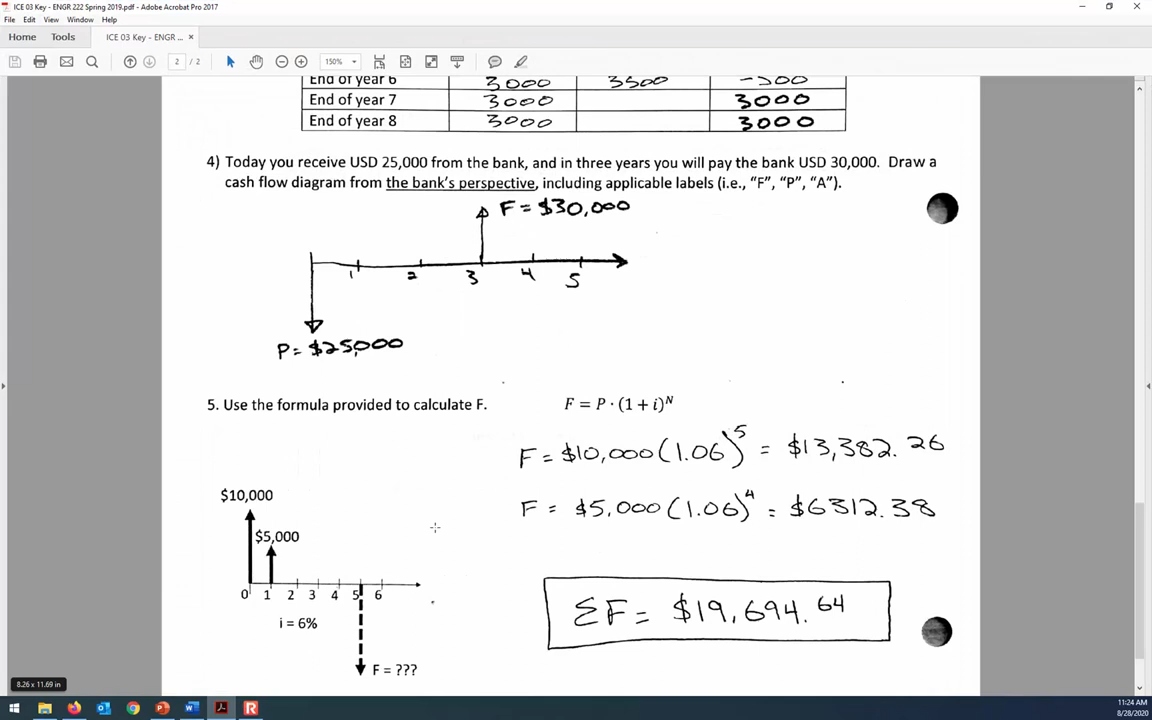 ICE 03 Key - ENGR 222 Spring 2019.pdf - Adobe Acrobat Pro 2017
File Edit View Window Help
Home Tools ICE 03 Key - ENGR ... ×
2 / 2 150%
End of year 6 3000 3500 -500
End of year 7 3000 3000
End of year 8 3000 3000
4) Today you receive USD 25,000 from the bank, and in three years you will pay the bank USD 30,000. Draw a
cash flow diagram from the bank's perspective, including applicable labels (i.e., "F", "P", "A").
F = $30,000
1 2 3 4 5
P = $25,000
5. Use the formula provided to calculate F. F = P · (1 + i)^N
F = $10,000 (1.06)^5 = $13,382.26
$10,000
F = $5,000 (1.06)^4 = $6312.38
$5,000
0 1 2 3 4 5 6
ΣF = $19,694.64
i = 6%
F = ???
8.26 x 11.69 in
11:24 AM
8/28/2020